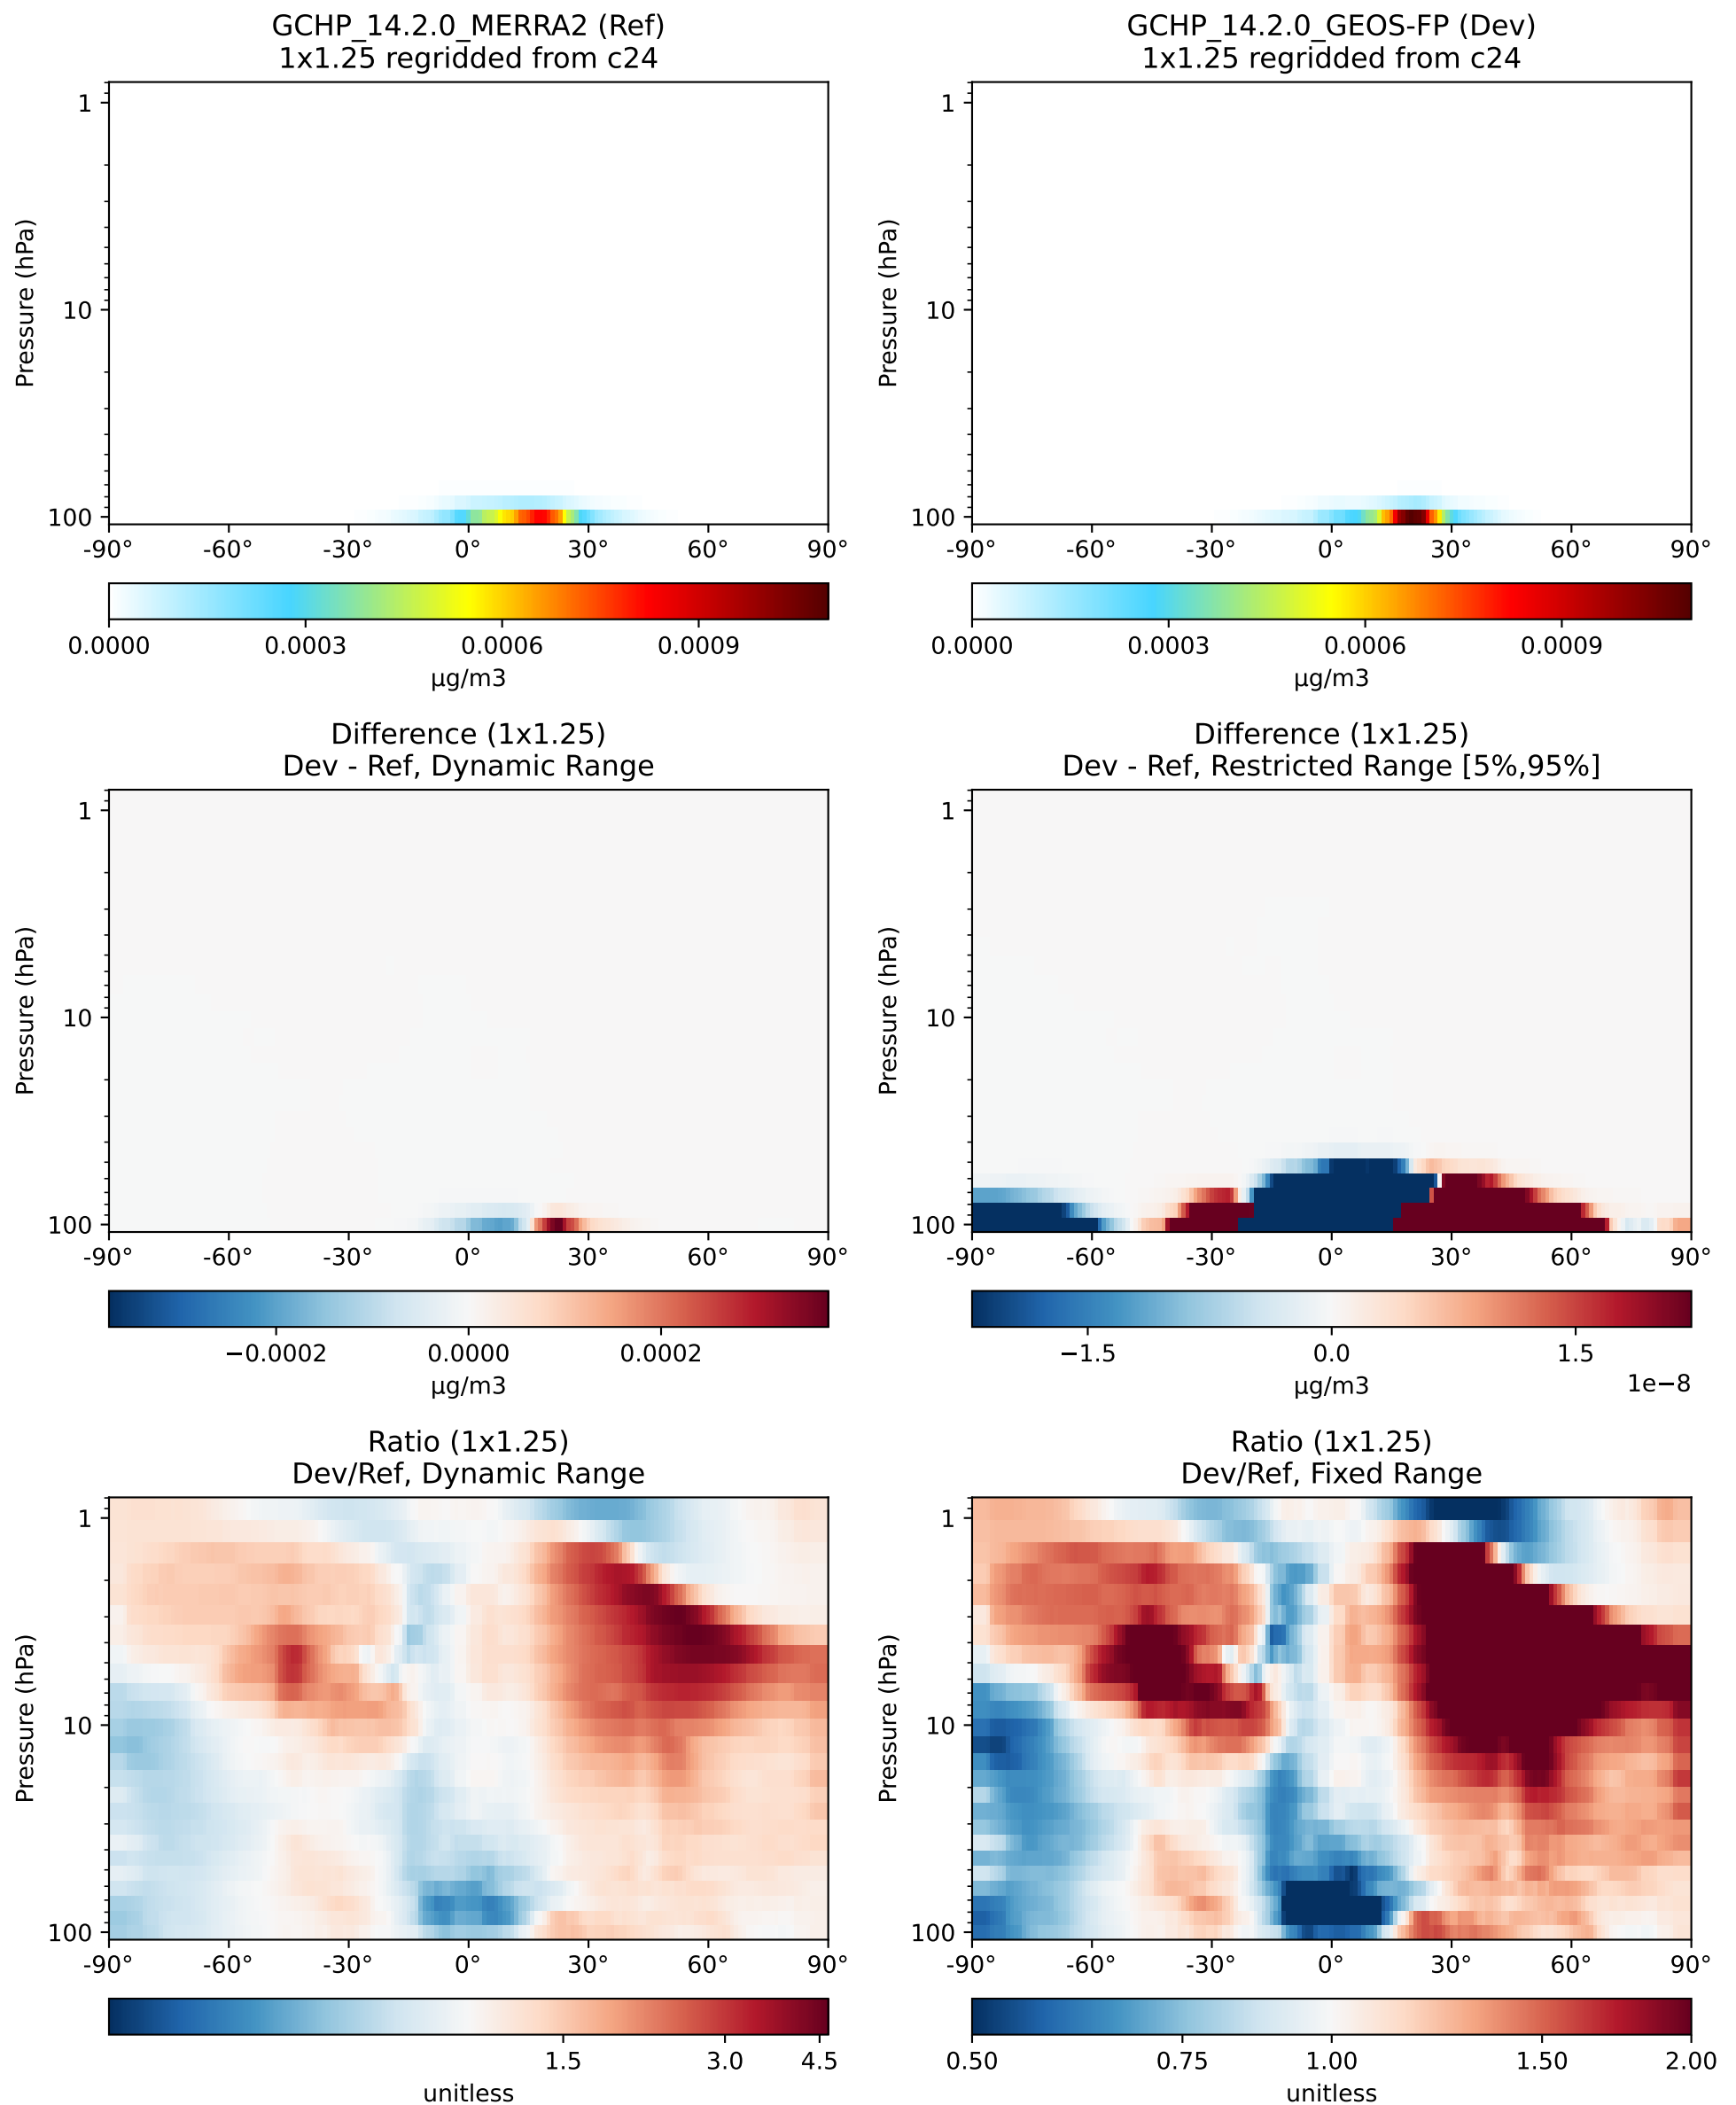 GCHP_14.2.0_MERRA2 (Ref)
1x1.25 regridded from c24
Pressure (hPa)
1
10
100
-90° -60° -30° 0° 30° 60° 90°
0.0000 0.0003 0.0006 0.0009
µg/m3
GCHP_14.2.0_GEOS-FP (Dev)
1x1.25 regridded from c24
Pressure (hPa)
1
10
100
-90° -60° -30° 0° 30° 60° 90°
0.0000 0.0003 0.0006 0.0009
µg/m3
Difference (1x1.25)
Dev - Ref, Dynamic Range
Pressure (hPa)
1
10
100
-90° -60° -30° 0° 30° 60° 90°
−0.0002 0.0000 0.0002
µg/m3
Difference (1x1.25)
Dev - Ref, Restricted Range [5%,95%]
Pressure (hPa)
1
10
100
-90° -60° -30° 0° 30° 60° 90°
−1.5 0.0 1.5
1e−8
µg/m3
Ratio (1x1.25)
Dev/Ref, Dynamic Range
Pressure (hPa)
1
10
100
-90° -60° -30° 0° 30° 60° 90°
1.5 3.0 4.5
unitless
Ratio (1x1.25)
Dev/Ref, Fixed Range
Pressure (hPa)
1
10
100
-90° -60° -30° 0° 30° 60° 90°
0.50 0.75 1.00 1.50 2.00
unitless